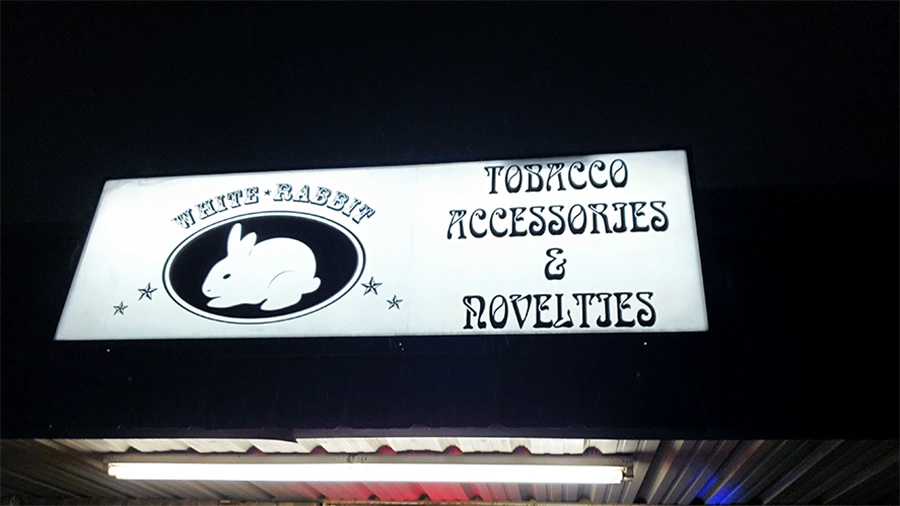 WHITE ★ RABBIT
TOBACCO
ACCESSORIES
&
NOVELTIES